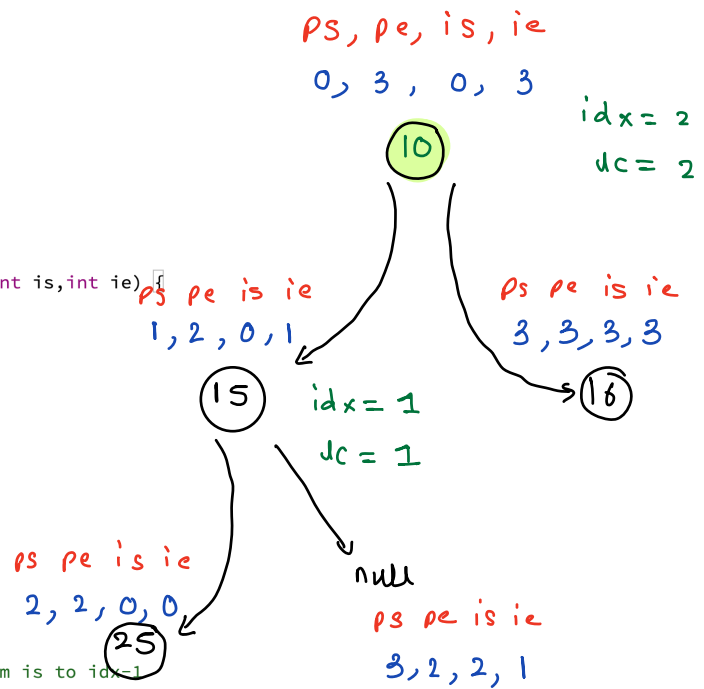 ps, pe, is, ie
0, 3, 0, 3
idx = 2
10
lc = 2
nt is,int ie) {
ps pe is ie
ps pe is ie
1, 2, 0, 1
3, 3, 3, 3
15
idx = 1
16
lc = 1
ps pe is ie
null
2, 2, 0, 0
ps pe is ie
25
3, 2, 2, 1
m is to idx-1